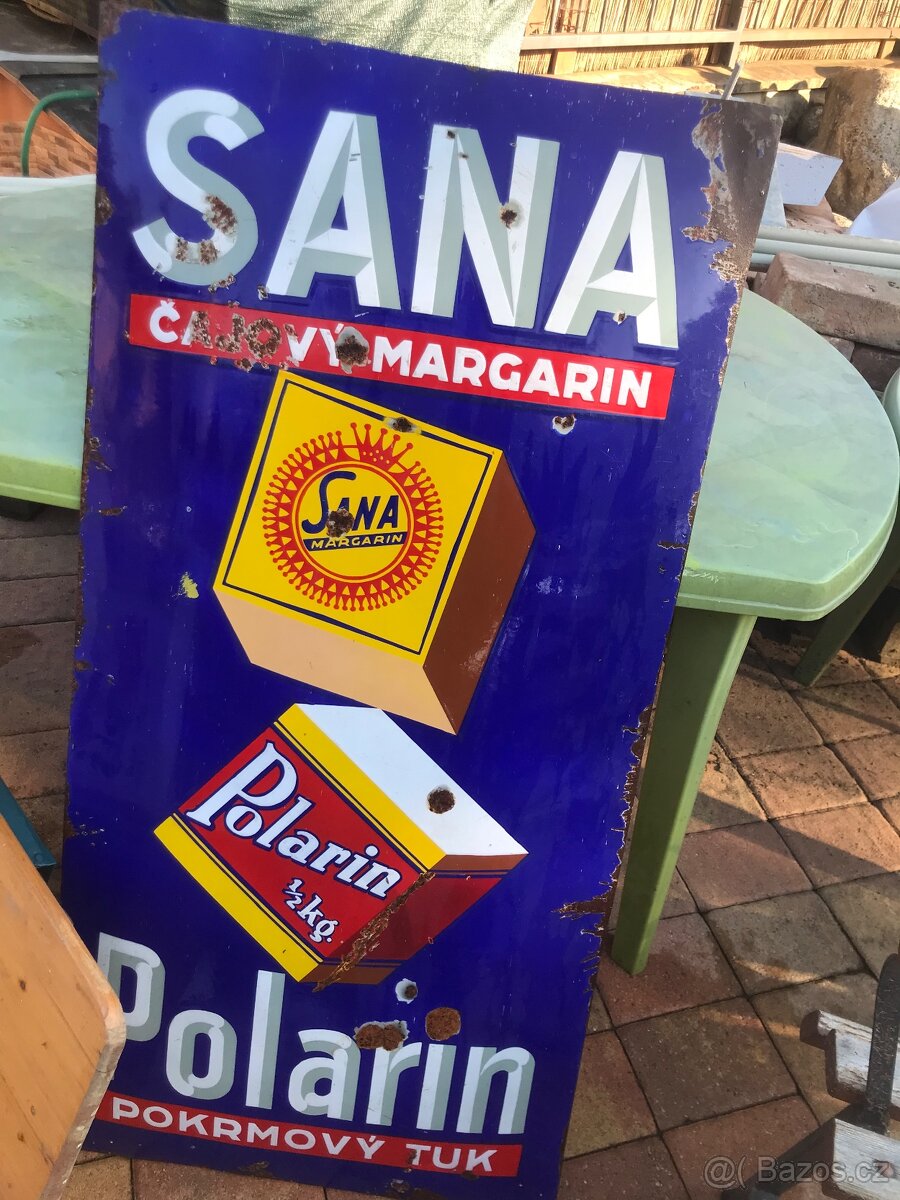 SANA
ČAJOVÝ MARGARIN
SANA
MARGARIN
Polarin
½ kg.
Polarin
POKRMOVÝ TUK
@( Bazos.cz